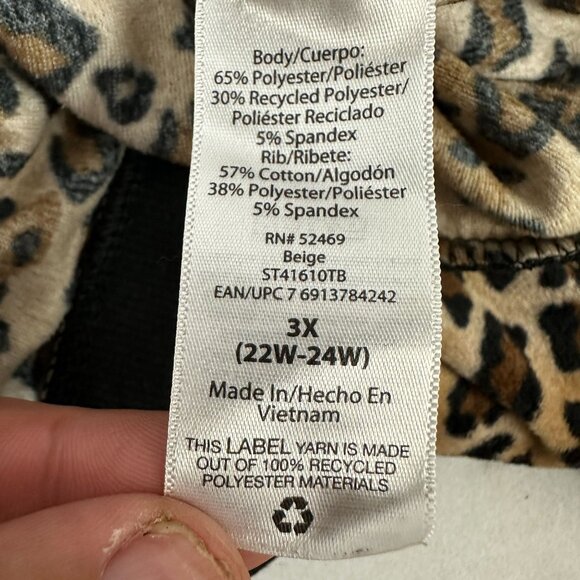 Body/Cuerpo:
65% Polyester/Poliéster
30% Recycled Polyester/
Poliéster Reciclado
5% Spandex
Rib/Ribete:
57% Cotton/Algodón
38% Polyester/Poliéster
5% Spandex
RN# 52469
Beige
ST41610TB
EAN/UPC 7 6913784242
3X
(22W-24W)
Made In/Hecho En
Vietnam
THIS LABEL YARN IS MADE
OUT OF 100% RECYCLED
POLYESTER MATERIALS